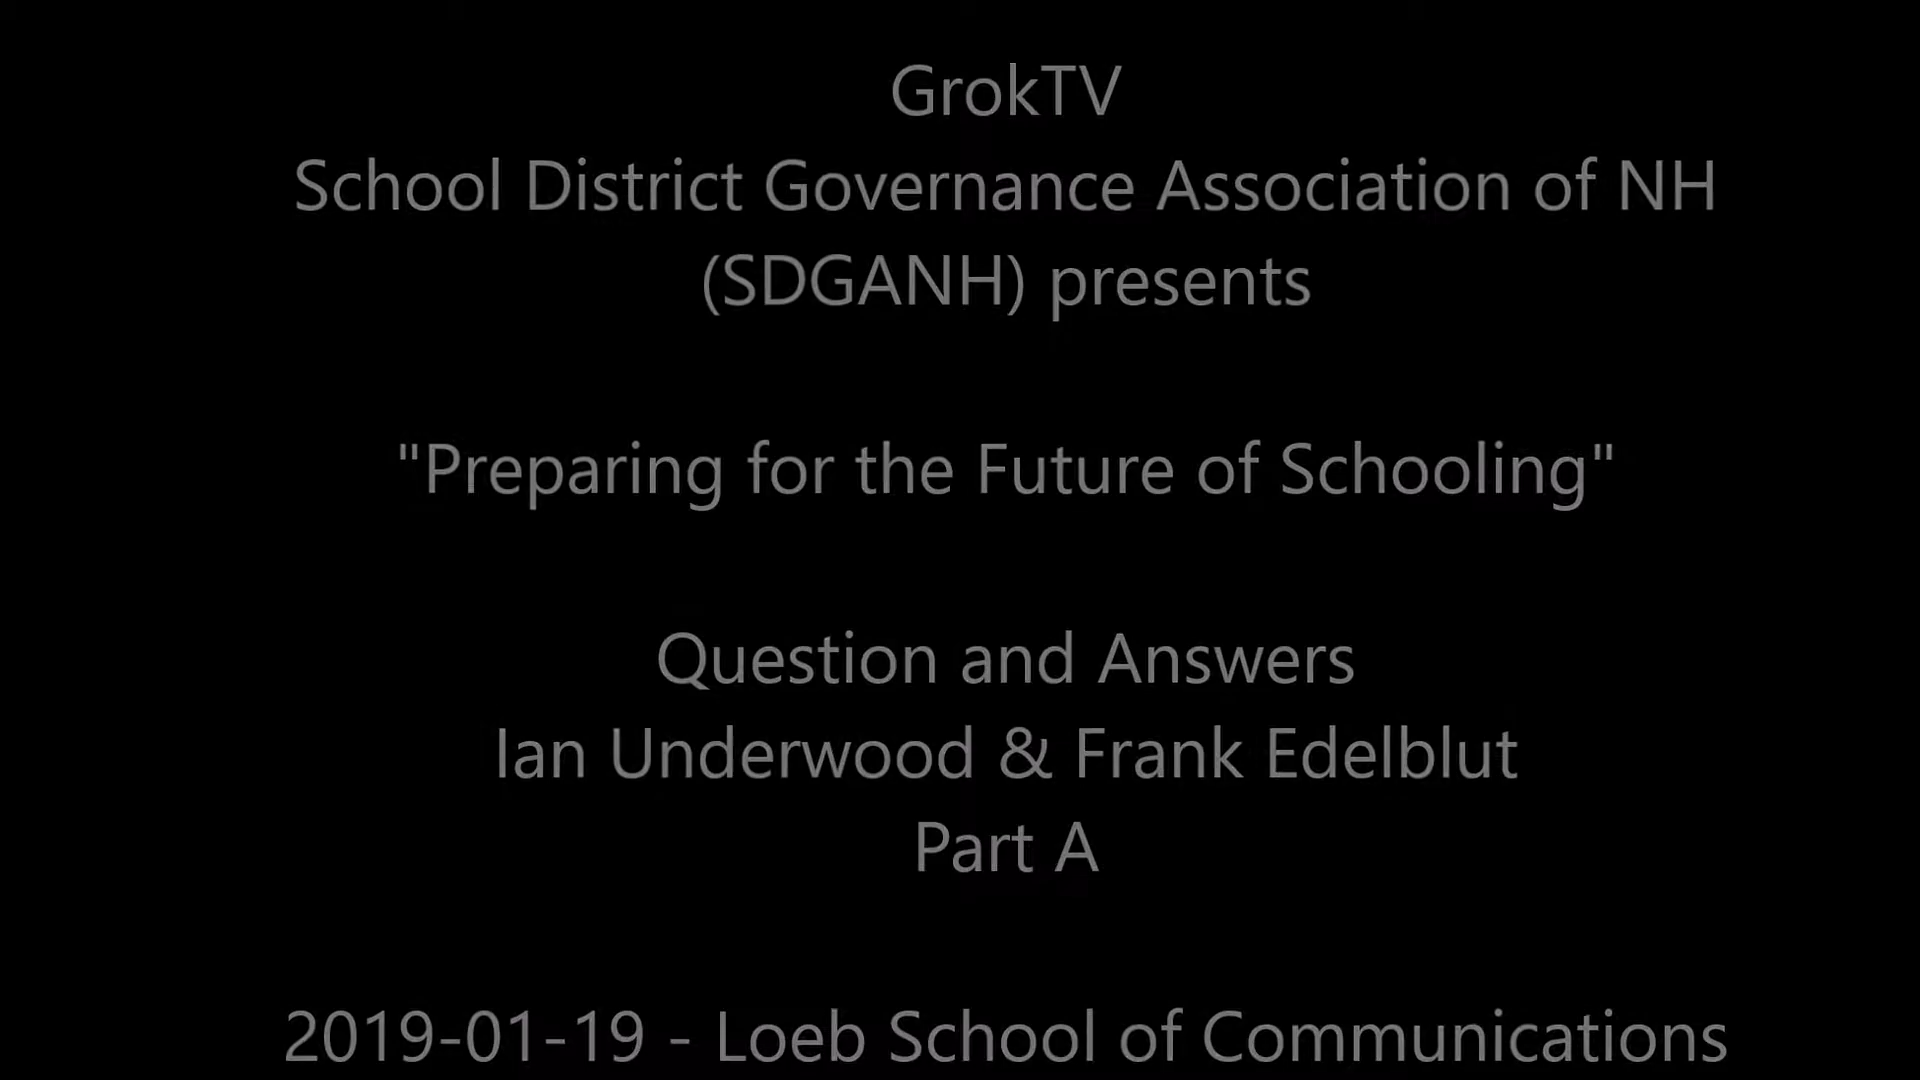 GrokTV
School District Governance Association of NH
(SDGANH) presents
"Preparing for the Future of Schooling"
Question and Answers
Ian Underwood & Frank Edelblut
Part A
2019-01-19 - Loeb School of Communications